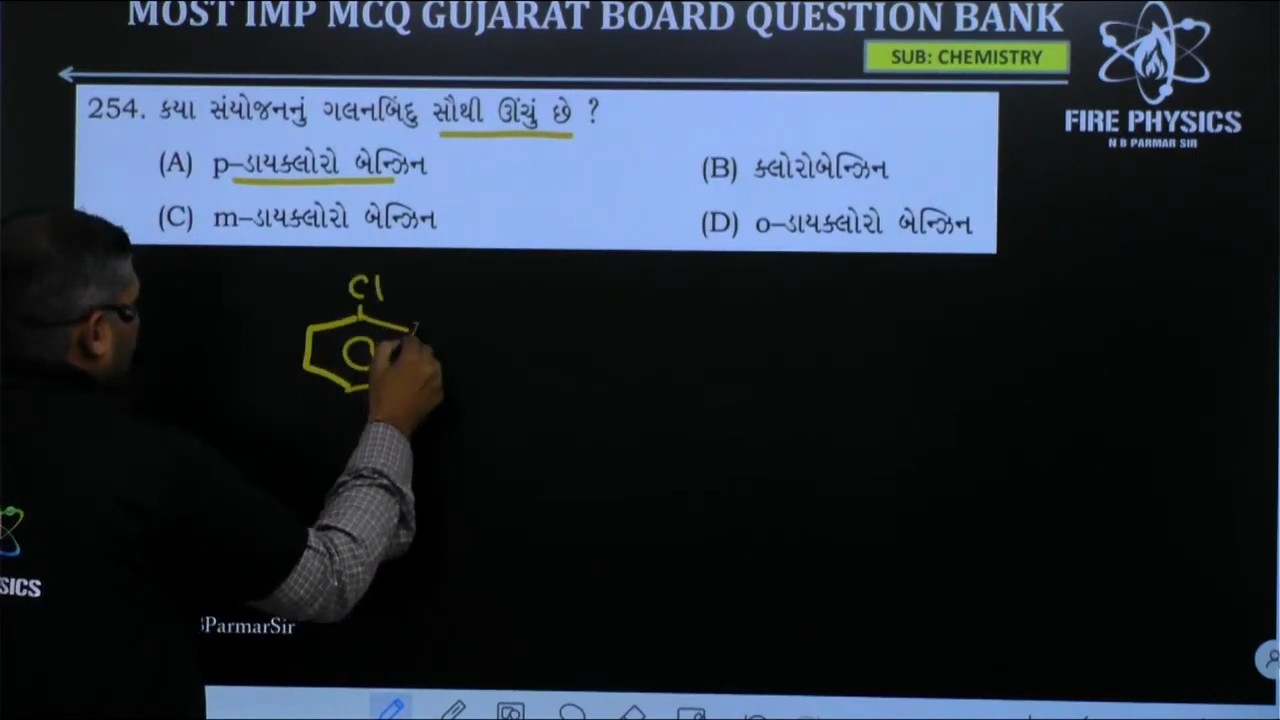 MOST IMP MCQ GUJARAT BOARD QUESTION BANK
SUB: CHEMISTRY
FIRE PHYSICS
N B PARMAR SIR
254. કયા સંયોજનનું ગલનબિંદુ સૌથી ઊંચું છે ?
(A) p–ડાયક્લોરો બેન્ઝિન
(B) ક્લોરોબેન્ઝિન
(C) m–ડાયક્લોરો બેન્ઝિન
(D) o–ડાયક્લોરો બેન્ઝિન
Cl
SICS
ParmarSir